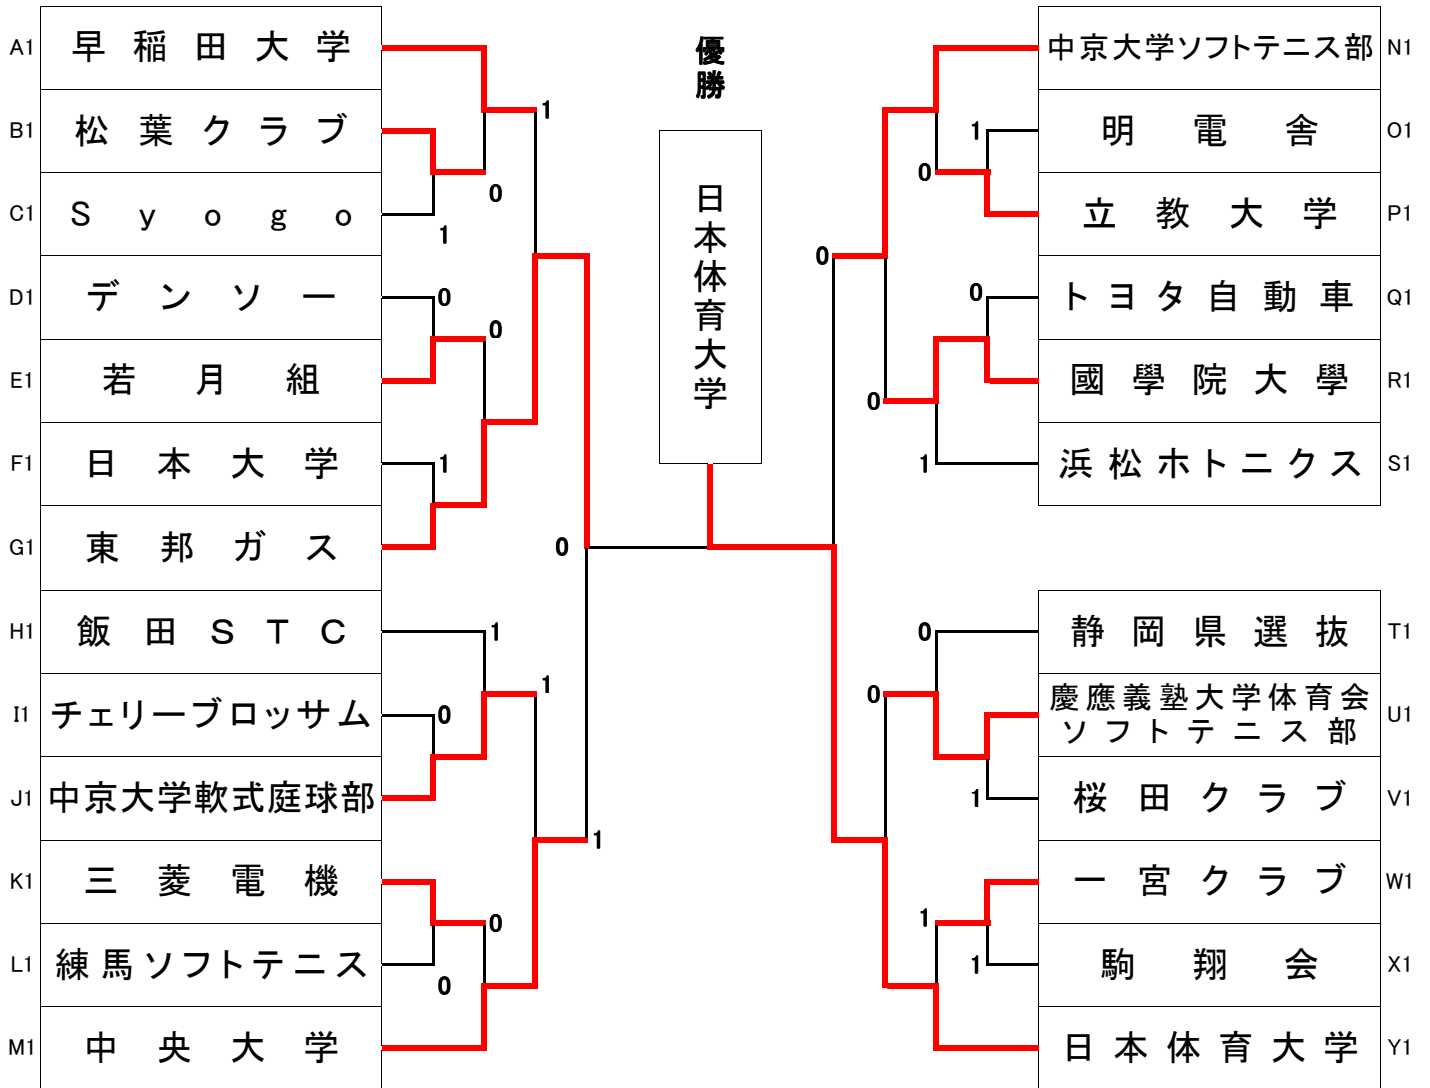 優勝
日本体育大学
A1 早稲田大学
B1 松葉クラブ
C1 Ｓｙｏｇｏ
D1 デンソー
E1 若月組
F1 日本大学
G1 東邦ガス
H1 飯田ＳＴＣ
I1 チェリーブロッサム
J1 中京大学軟式庭球部
K1 三菱電機
L1 練馬ソフトテニス
M1 中央大学
1
0
1
0
0
1
0
1
1
0
1
0
0
中京大学ソフトテニス部 N1
明電舎 O1
立教大学 P1
トヨタ自動車 Q1
國學院大學 R1
浜松ホトニクス S1
静岡県選抜 T1
慶應義塾大学体育会
ソフトテニス部 U1
桜田クラブ V1
一宮クラブ W1
駒翔会 X1
日本体育大学 Y1
1
0
0
0
0
1
0
0
1
1
1